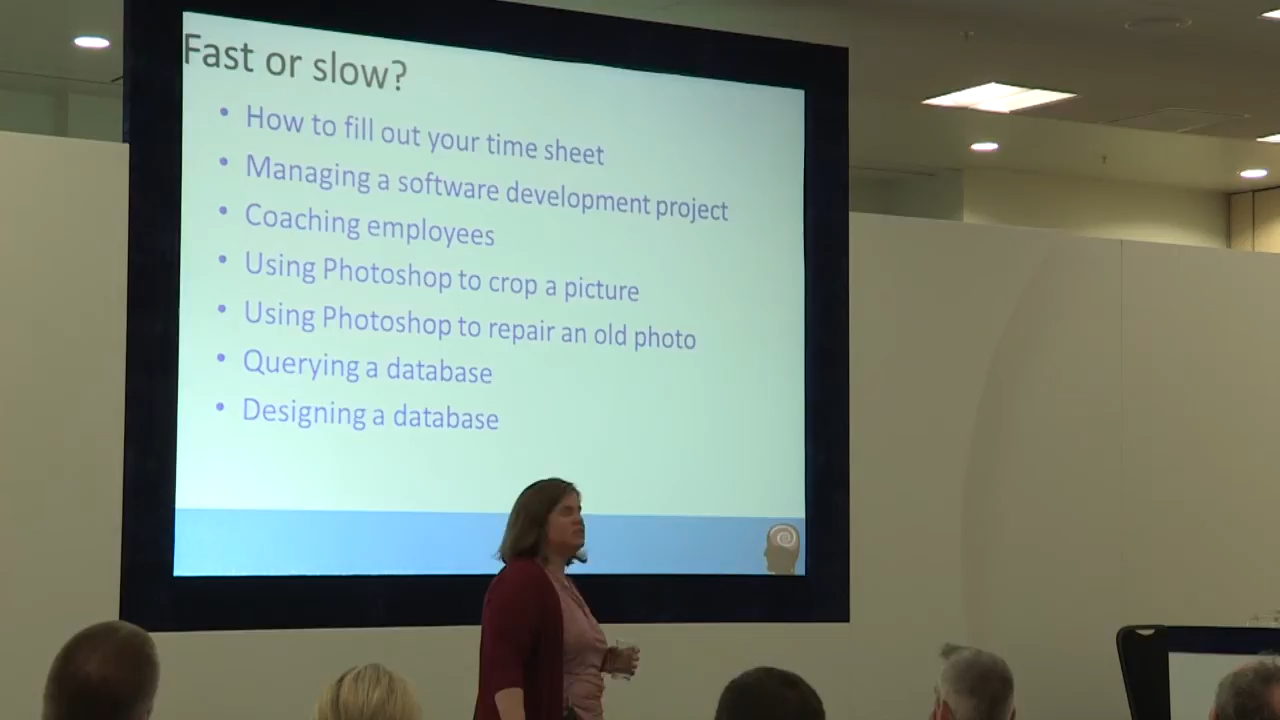 Fast or slow?
• How to fill out your time sheet
• Managing a software development project
• Coaching employees
• Using Photoshop to crop a picture
• Using Photoshop to repair an old photo
• Querying a database
• Designing a database